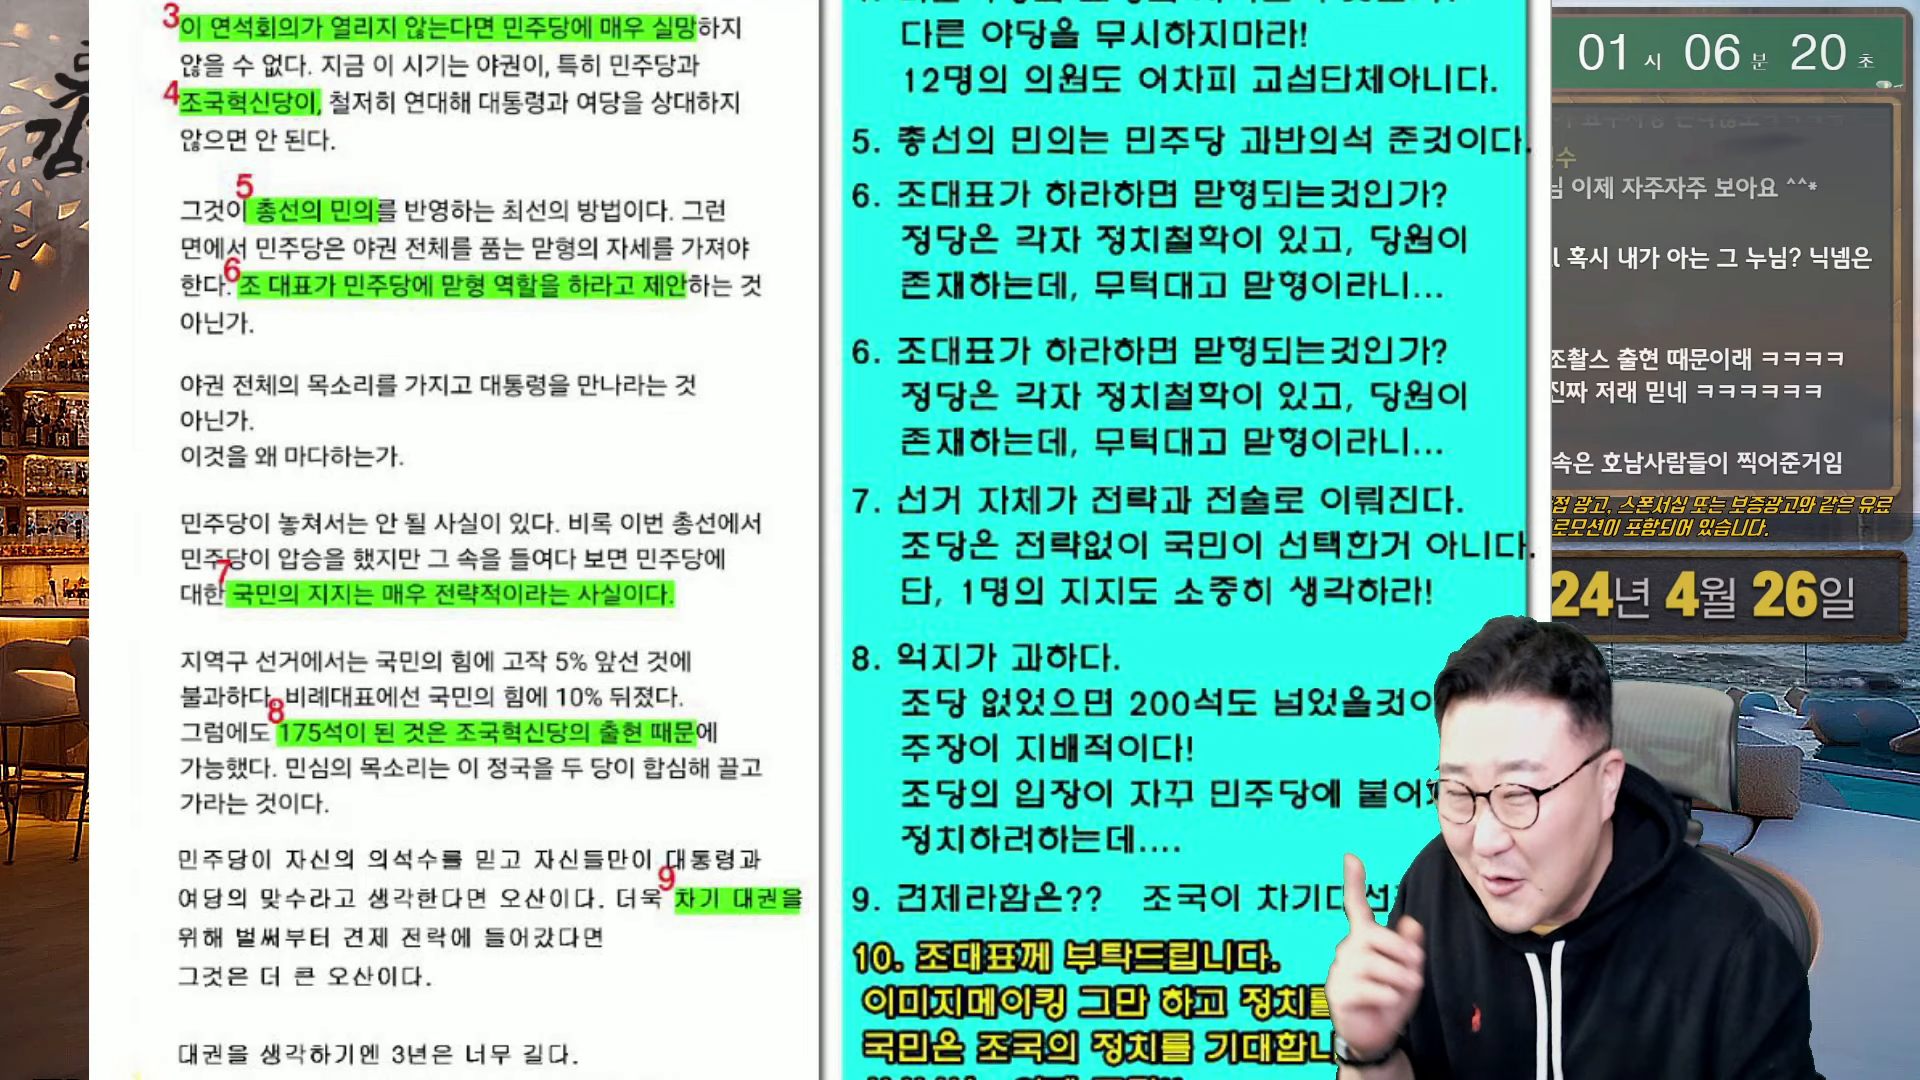 3
이 연석회의가 열리지 않는다면 민주당에 매우 실망하지
않을 수 없다. 지금 이 시기는 야권이, 특히 민주당과
4
조국혁신당이, 철저히 연대해 대통령과 여당을 상대하지
않으면 안 된다.
5
그것이 총선의 민의를 반영하는 최선의 방법이다. 그런
면에서 민주당은 야권 전체를 품는 맏형의 자세를 가져야
6
한다. 조 대표가 민주당에 맏형 역할을 하라고 제안하는 것
아닌가.
야권 전체의 목소리를 가지고 대통령을 만나라는 것
아닌가.
이것을 왜 마다하는가.
민주당이 놓쳐서는 안 될 사실이 있다. 비록 이번 총선에서
민주당이 압승을 했지만 그 속을 들여다 보면 민주당에
7
대한 국민의 지지는 매우 전략적이라는 사실이다.
지역구 선거에서는 국민의 힘에 고작 5% 앞선 것에
불과하다. 비례대표에선 국민의 힘에 10% 뒤졌다.
8
그럼에도 175석이 된 것은 조국혁신당의 출현 때문에
가능했다. 민심의 목소리는 이 정국을 두 당이 합심해 끌고
가라는 것이다.
민주당이 자신의 의석수를 믿고 자신들만이 대통령과
9
여당의 맞수라고 생각한다면 오산이다. 더욱 차기 대권을
위해 벌써부터 견제 전략에 들어갔다면
그것은 더 큰 오산이다.
대권을 생각하기엔 3년은 너무 길다.
다른 야당을 무시하지마라!
12명의 의원도 어차피 교섭단체아니다.
5. 총선의 민의는 민주당 과반의석 준것이다.
6. 조대표가 하라하면 맏형되는것인가?
정당은 각자 정치철학이 있고, 당원이
존재하는데, 무턱대고 맏형이라니...
6. 조대표가 하라하면 맏형되는것인가?
정당은 각자 정치철학이 있고, 당원이
존재하는데, 무턱대고 맏형이라니...
7. 선거 자체가 전략과 전술로 이뤄진다.
조당은 전략없이 국민이 선택한거 아니다.
단, 1명의 지지도 소중히 생각하라!
8. 억지가 과하다.
조당 없었으면 200석도 넘었을것이
주장이 지배적이다!
조당의 입장이 자꾸 민주당에 붙어
정치하려하는데....
9. 견제라함은?? 조국이 차기대선
10. 조대표께 부탁드립니다.
이미지메이킹 그만 하고 정치를
국민은 조국의 정치를 기대합니
01 시 06 분 20 초
수
님 이제 자주자주 보아요 ^^*
혹시 내가 아는 그 누님? 닉넴은
조촬스 출현 때문이래 ㅋㅋㅋㅋ
진짜 저래 믿네 ㅋㅋㅋㅋㅋㅋ
속은 호남사람들이 찍어준거임
접 광고, 스폰서십 또는 보증광고와 같은 유료
로모션이 포함되어 있습니다.
24년 4월 26일